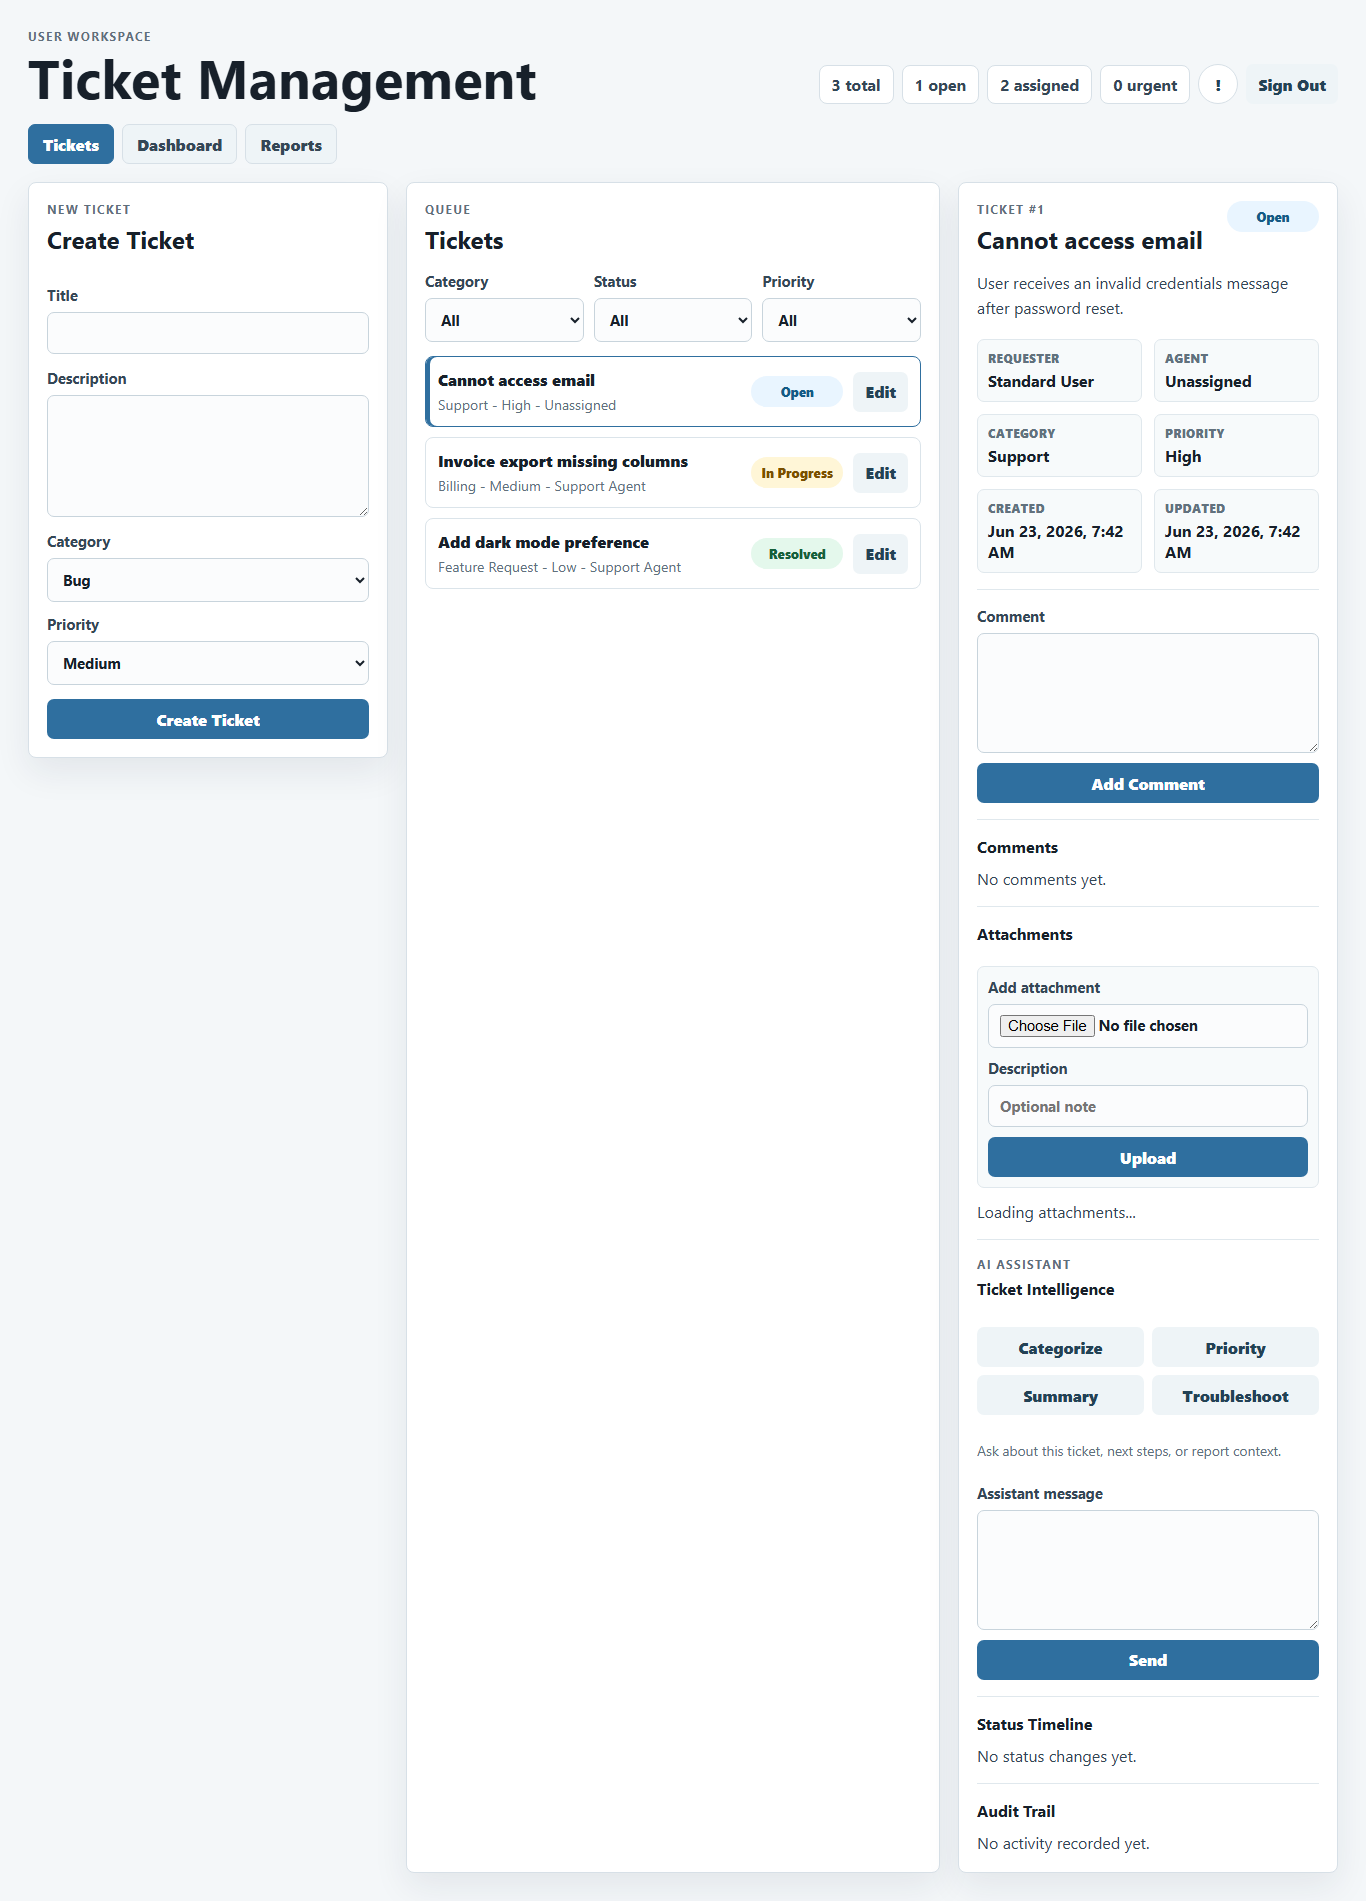 USER WORKSPACE
Ticket Management
3 total
1 open
2 assigned
0 urgent
!
Sign Out
Tickets
Dashboard
Reports
NEW TICKET
Create Ticket
Title
Description
Category
Bug
Priority
Medium
Create Ticket
QUEUE
Tickets
Category
Status
Priority
All
All
All
Cannot access email
Support - High - Unassigned
Open
Edit
Invoice export missing columns
Billing - Medium - Support Agent
In Progress
Edit
Add dark mode preference
Feature Request - Low - Support Agent
Resolved
Edit
TICKET #1
Cannot access email
Open
User receives an invalid credentials message
after password reset.
REQUESTER
Standard User
AGENT
Unassigned
CATEGORY
Support
PRIORITY
High
CREATED
Jun 23, 2026, 7:42
AM
UPDATED
Jun 23, 2026, 7:42
AM
Comment
Add Comment
Comments
No comments yet.
Attachments
Add attachment
Choose File No file chosen
Description
Optional note
Upload
Loading attachments...
AI ASSISTANT
Ticket Intelligence
Categorize
Priority
Summary
Troubleshoot
Ask about this ticket, next steps, or report context.
Assistant message
Send
Status Timeline
No status changes yet.
Audit Trail
No activity recorded yet.